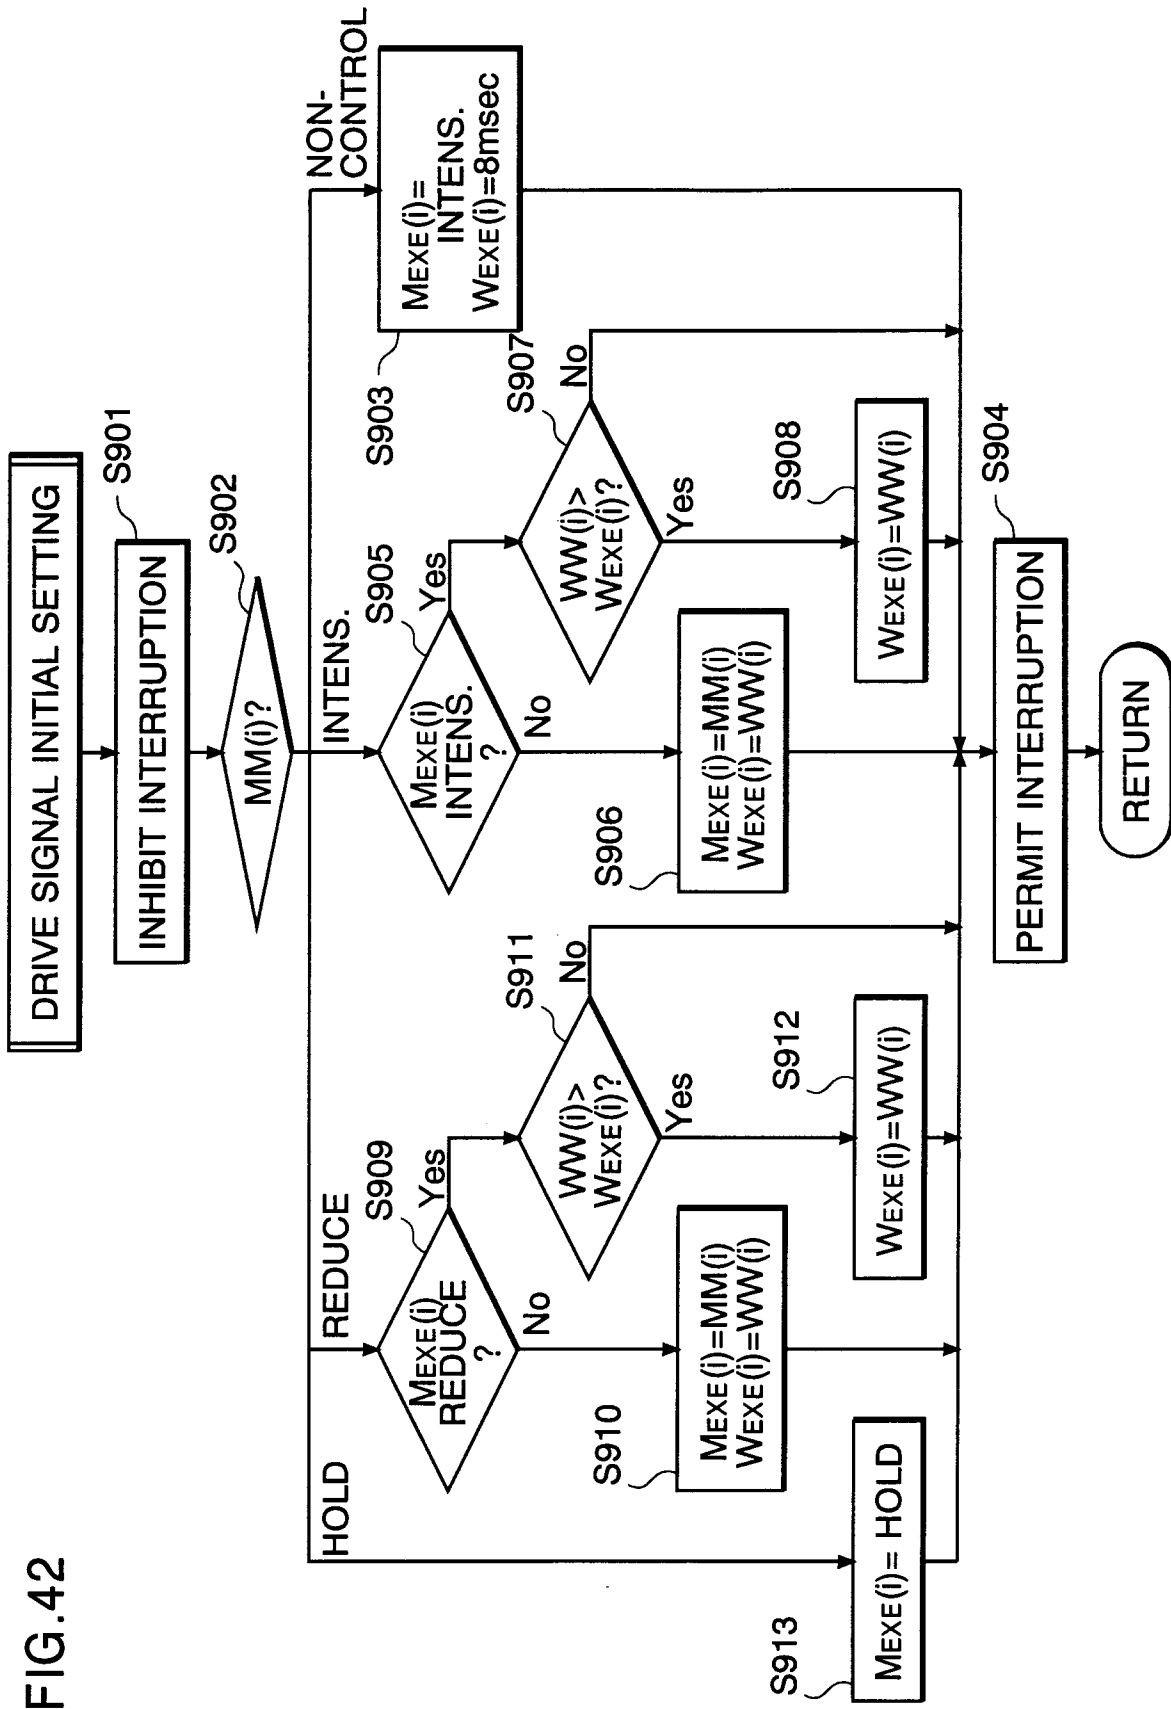 FIG.42
DRIVE SIGNAL INITIAL SETTING
INHIBIT INTERRUPTION
S901
MM(i)?
S902
HOLD
REDUCE
INTENS.
NON-
CONTROL
MEXE(i)
REDUCE
?
S909
Yes
No
MEXE(i)
INTENS.
?
S905
Yes
No
MEXE(i)=
INTENS.
WEXE(i)=8msec
S903
WW(i)>
WEXE(i)?
S911
No
Yes
WW(i)>
WEXE(i)?
S907
No
Yes
S910
MEXE(i)=MM(i)
WEXE(i)=WW(i)
S906
MEXE(i)=MM(i)
WEXE(i)=WW(i)
S913
MEXE(i)= HOLD
S912
WEXE(i)=WW(i)
S908
WEXE(i)=WW(i)
PERMIT INTERRUPTION
S904
RETURN